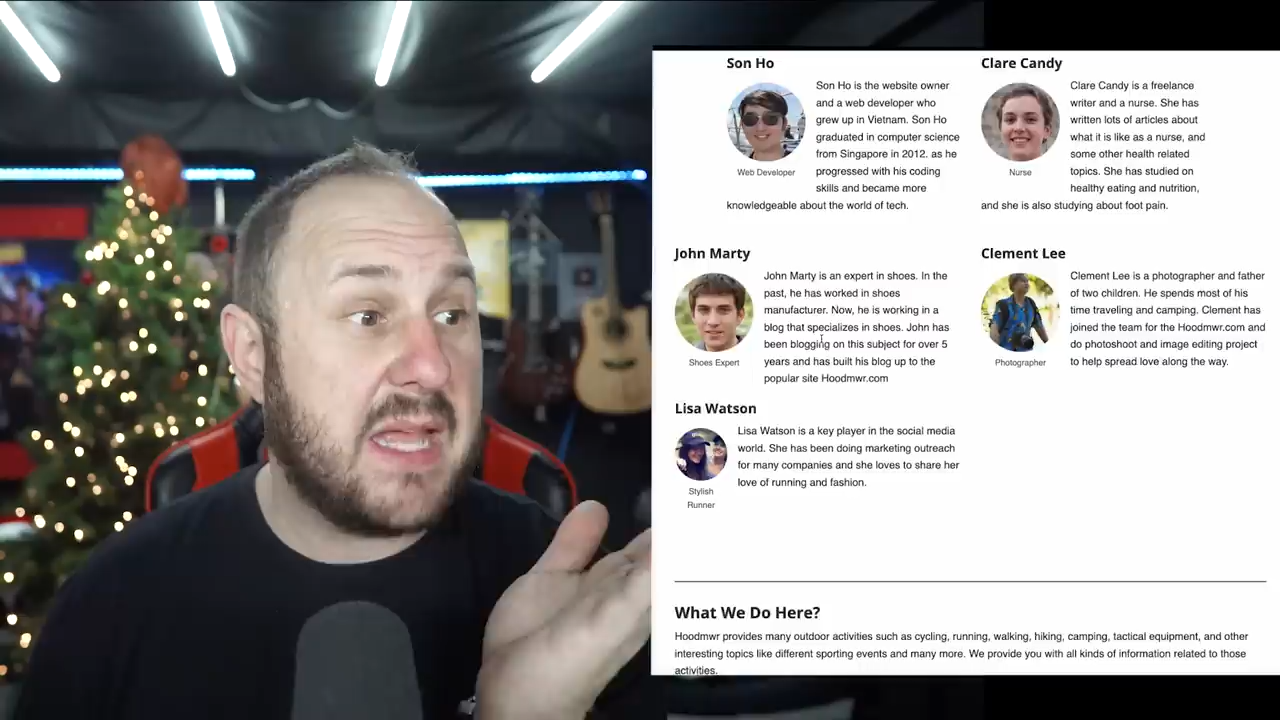 Son Ho
Son Ho is the website owner
and a web developer who
grew up in Vietnam. Son Ho
graduated in computer science
from Singapore in 2012. as he
progressed with his coding
skills and became more
knowledgeable about the world of tech.
Web Developer
Clare Candy
Clare Candy is a freelance
writer and a nurse. She has
written lots of articles about
what it is like as a nurse, and
some other health related
topics. She has studied on
healthy eating and nutrition,
and she is also studying about foot pain.
Nurse
John Marty
John Marty is an expert in shoes. In the
past, he has worked in shoes
manufacturer. Now, he is working in a
blog that specializes in shoes. John has
been blogging on this subject for over 5
years and has built his blog up to the
popular site Hoodmwr.com
Shoes Expert
Clement Lee
Clement Lee is a photographer and father
of two children. He spends most of his
time traveling and camping. Clement has
joined the team for the Hoodmwr.com and
do photoshoot and image editing project
to help spread love along the way.
Photographer
Lisa Watson
Lisa Watson is a key player in the social media
world. She has been doing marketing outreach
for many companies and she loves to share her
love of running and fashion.
Stylish
Runner
What We Do Here?
Hoodmwr provides many outdoor activities such as cycling, running, walking, hiking, camping, tactical equipment, and other
interesting topics like different sporting events and many more. We provide you with all kinds of information related to those
activities.